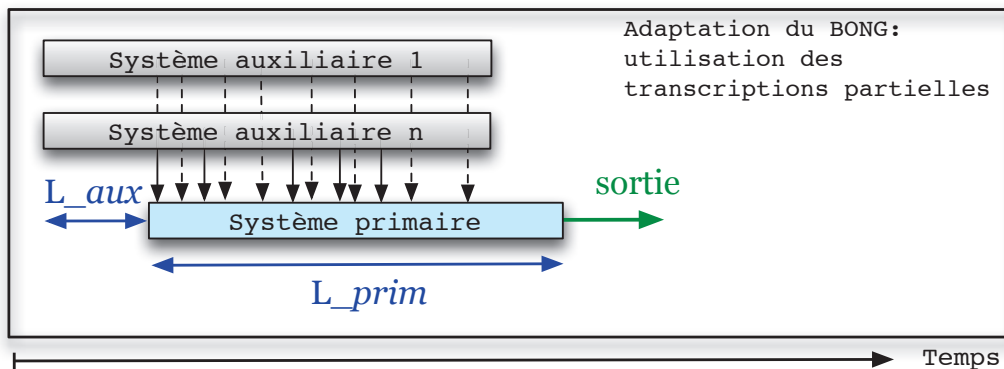 Adaptation du BONG:
utilisation des
transcriptions partielles
Système auxiliaire 1
Système auxiliaire n
L_aux
sortie
Système primaire
L_prim
Temps